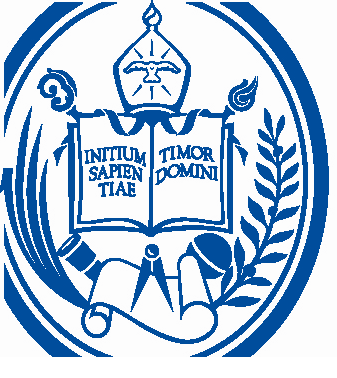 INITIUM
SAPIEN
TIAE
TIMOR
DOMINI